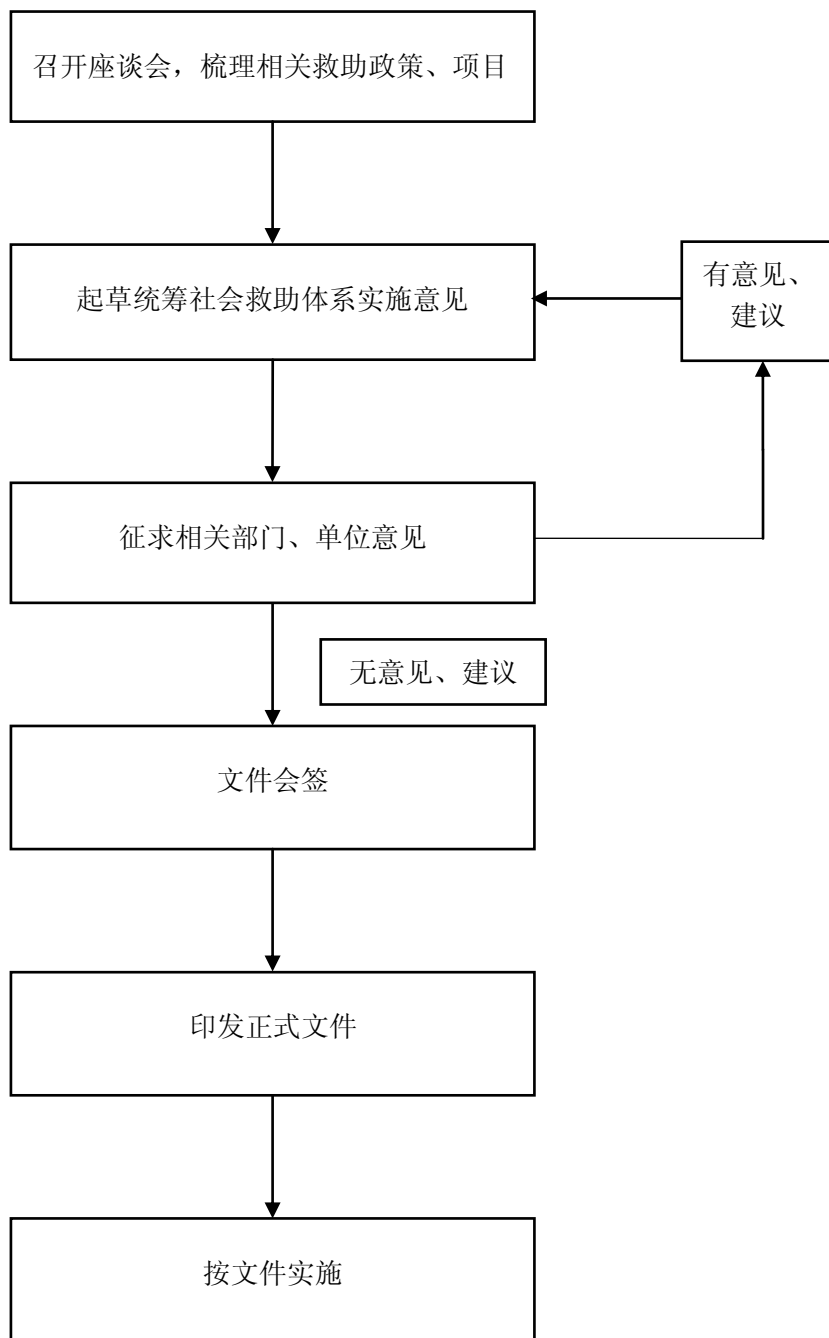 召开座谈会，梳理相关救助政策、项目
起草统筹社会救助体系实施意见
有意见、
建议
征求相关部门、单位意见
无意见、建议
文件会签
印发正式文件
按文件实施